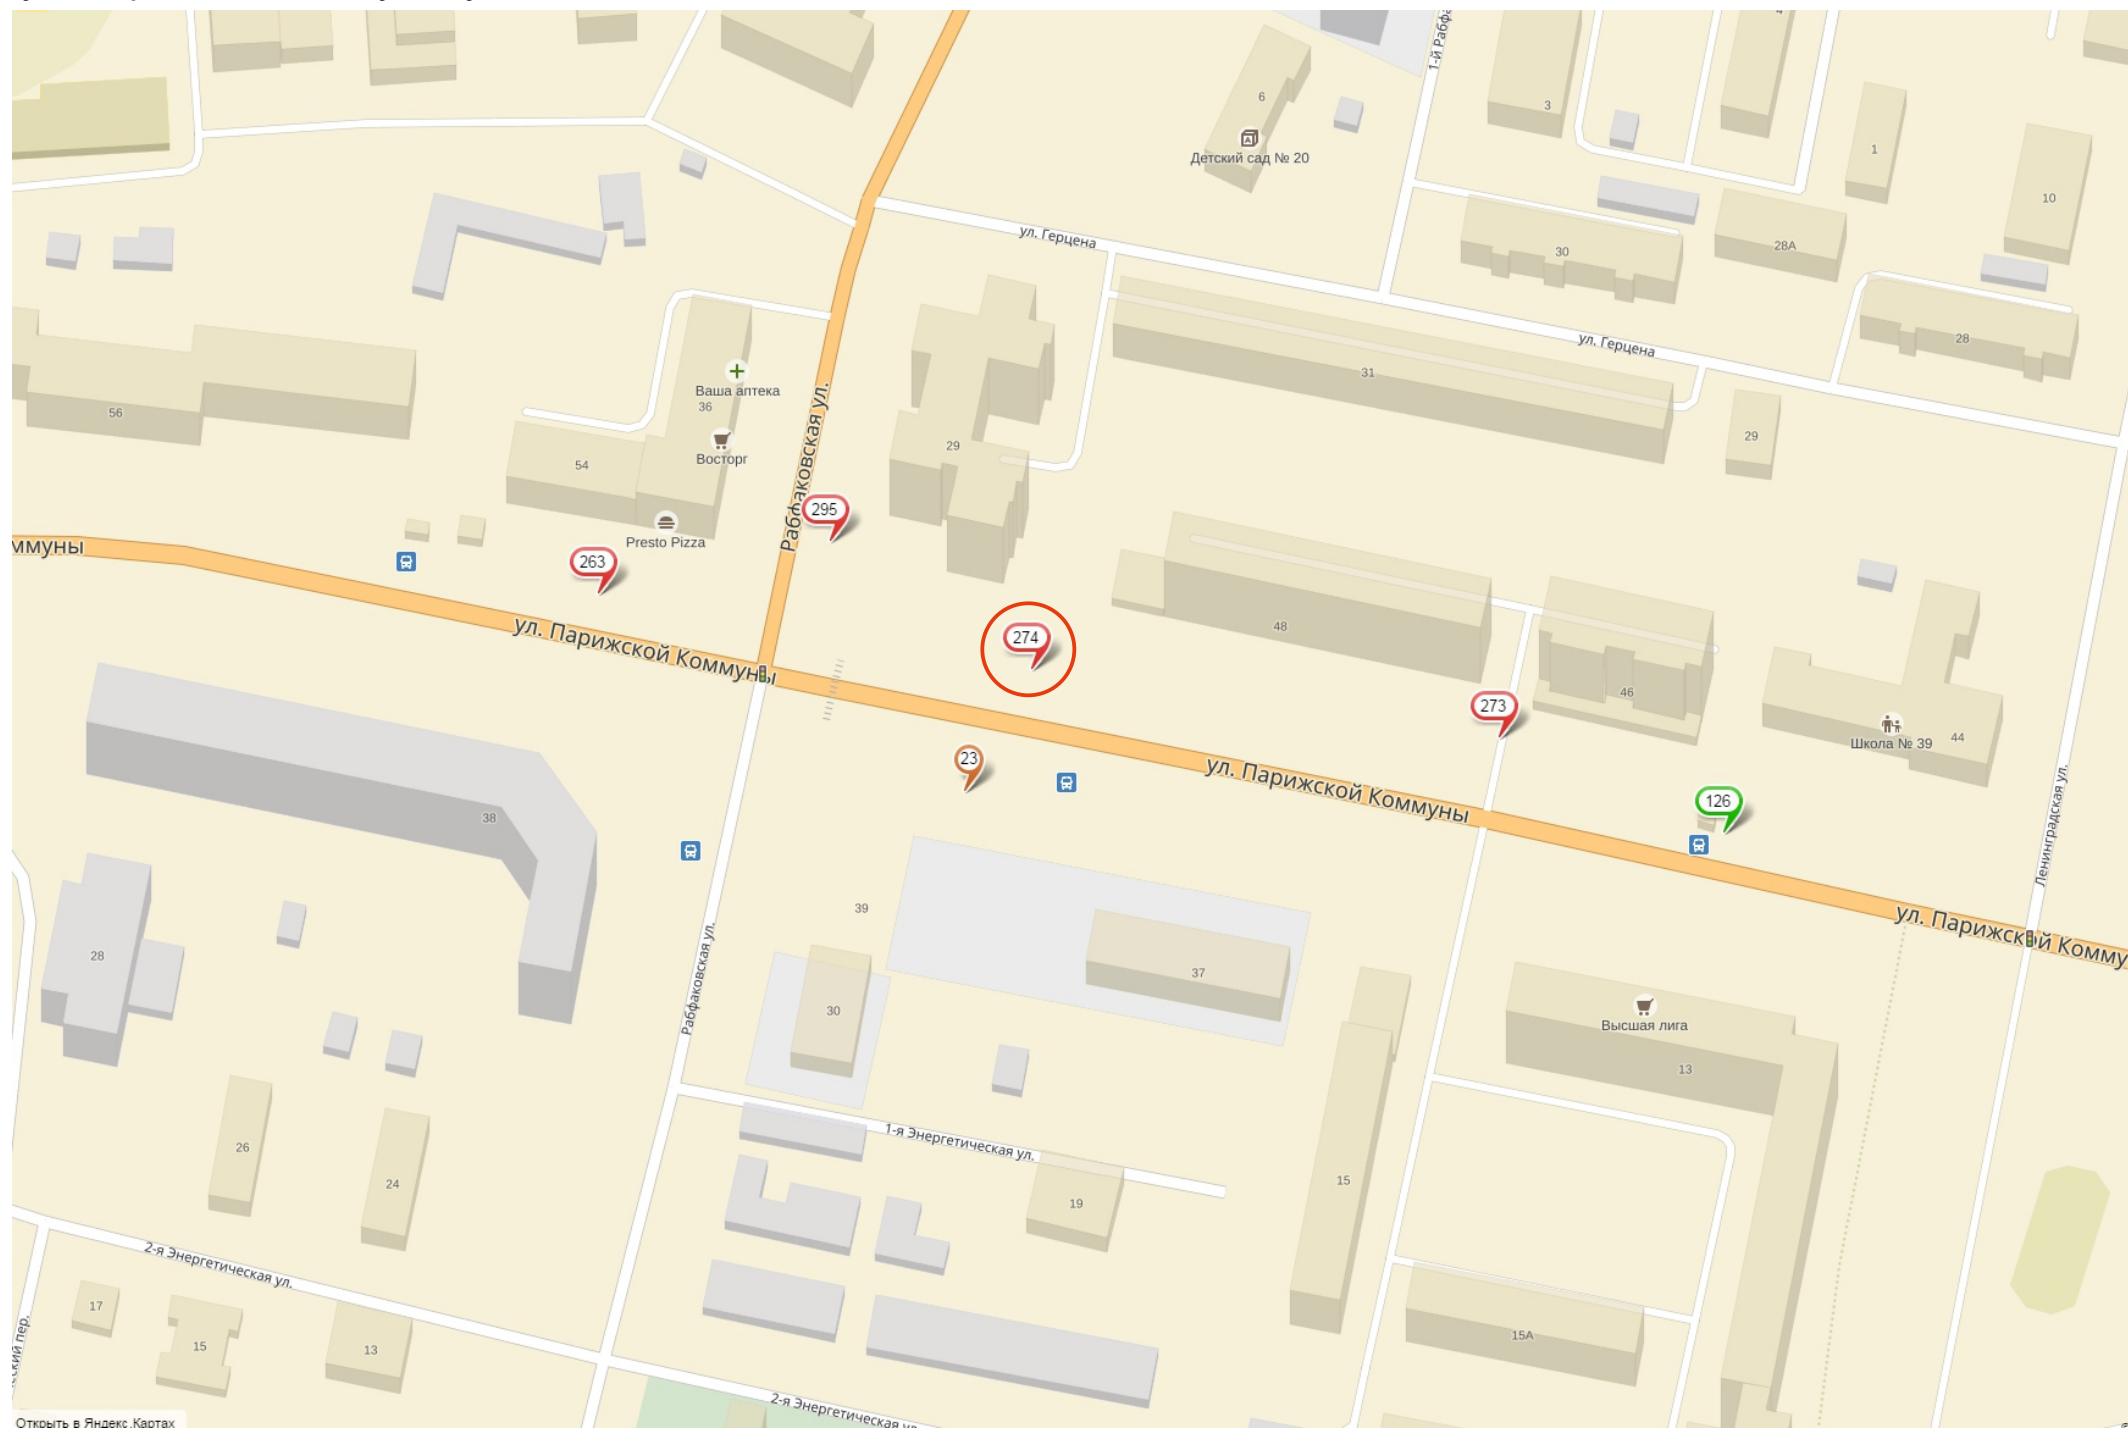 1-й Рабфа
6
Детский сад № 20
3
1
10
ул. Герцена
30
28А
28
ул. Герцена
31
Ваша аптека
36
56
Рабфаковская ул.
29
29
Восторг
54
295
Presto Pizza
ммуны
263
ул. Парижской Коммуны
274
48
46
273
Школа № 39
44
23
ул. Парижской Коммуны
126
Ленинградская ул.
38
39
ул. Парижской Комму
28
37
30
Рабфаковская ул.
Высшая лига
13
1-я Энергетическая ул.
26
24
15
19
2-я Энергетическая ул.
17
15
13
15А
еский пер.
2-я Энергетическая ул.
Открыть в Яндекс.Картах